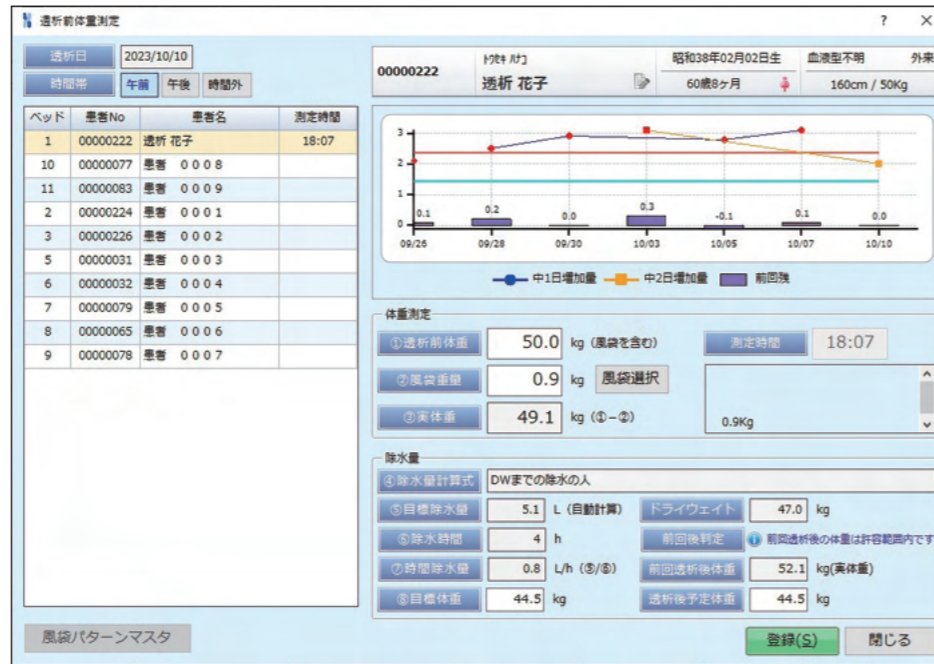 透析前体重測定
? ×
透析日 2023/10/10
時間帯 午前 午後 時間外
ベッド 患者No 患者名 測定時間
1 00000222 透析 花子 18:07
10 00000077 患者 0008
11 00000083 患者 0009
2 00000224 患者 0001
3 00000226 患者 0002
5 00000031 患者 0003
6 00000032 患者 0004
7 00000079 患者 0005
8 00000065 患者 0006
9 00000078 患者 0007
風袋パターンマスタ
00000222 ﾄｳｾｷ ﾊﾅｺ 昭和38年02月02日生 血液型不明 外来
透析 花子 60歳8ヶ月 160cm / 50Kg
3
2
1
0
0.1 0.2 0.0 0.3 -0.1 0.1 0.0
09/26 09/28 09/30 10/03 10/05 10/07 10/10
中1日増加量 中2日増加量 前回残
体重測定
①透析前体重 50.0 kg (風袋を含む) 測定時間 18:07
②風袋重量 0.9 kg 風袋選択
0.9Kg
③実体重 49.1 kg (①-②)
除水量
④除水量計算式 DWまでの除水の人
⑤目標除水量 5.1 L (自動計算) ドライウェイト 47.0 kg
⑥除水時間 4 h 前回後判定 前回透析後の体重は許容範囲内です
⑦時間除水量 0.8 L/h (⑤/⑥) 前回透析後体重 52.1 kg(実体重)
⑧目標体重 44.5 kg 透析後予定体重 44.5 kg
登録(S) 閉じる